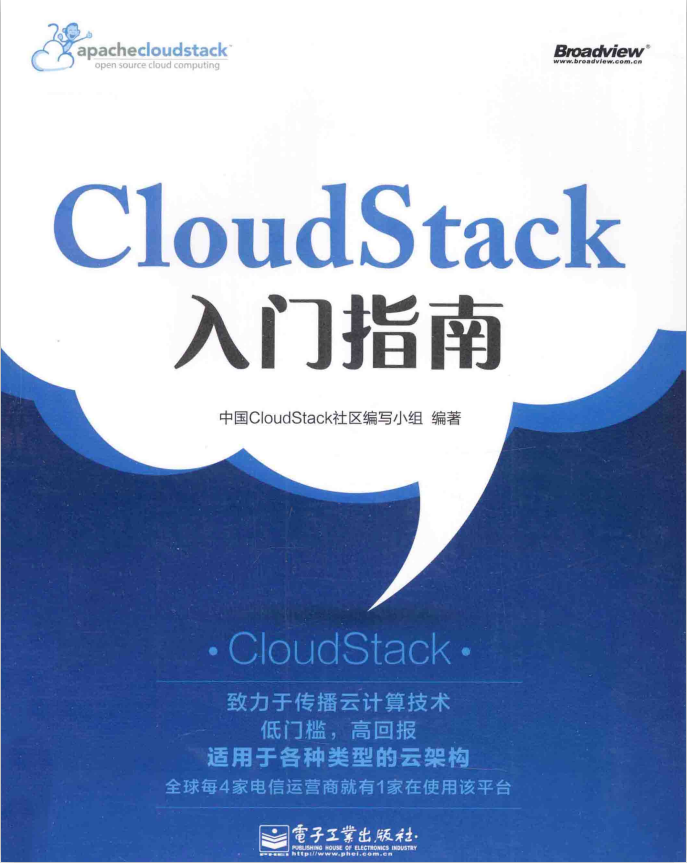 apachecloudstack™
open source cloud computing
Broadview®
www.broadview.com.cn
CloudStack
入门指南
中国CloudStack社区编写小组 编著
• CloudStack •
致力于传播云计算技术
低门槛，高回报
适用于各种类型的云架构
全球每4家电信运营商就有1家在使用该平台
電子工業出版社·
PUBLISHING HOUSE OF ELECTRONICS INDUSTRY
http://www.phei.com.cn